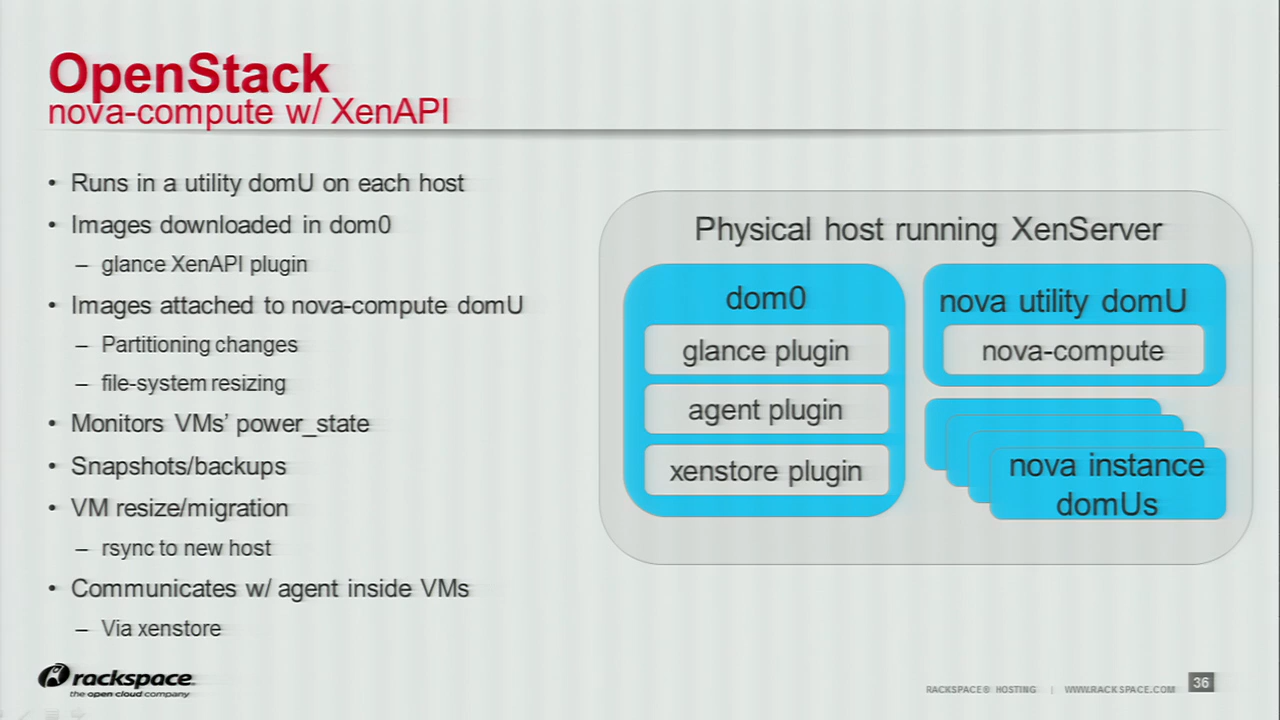 OpenStack
nova-compute w/ XenAPI
• Runs in a utility domU on each host
• Images downloaded in dom0
– glance XenAPI plugin
• Images attached to nova-compute domU
– Partitioning changes
– file-system resizing
• Monitors VMs’ power_state
• Snapshots/backups
• VM resize/migration
– rsync to new host
• Communicates w/ agent inside VMs
– Via xenstore
Physical host running XenServer
dom0
glance plugin
agent plugin
xenstore plugin
nova utility domU
nova-compute
nova instance
domUs
rackspace
the open cloud company
RACKSPACE® HOSTING | WWW.RACKSPACE.COM
36